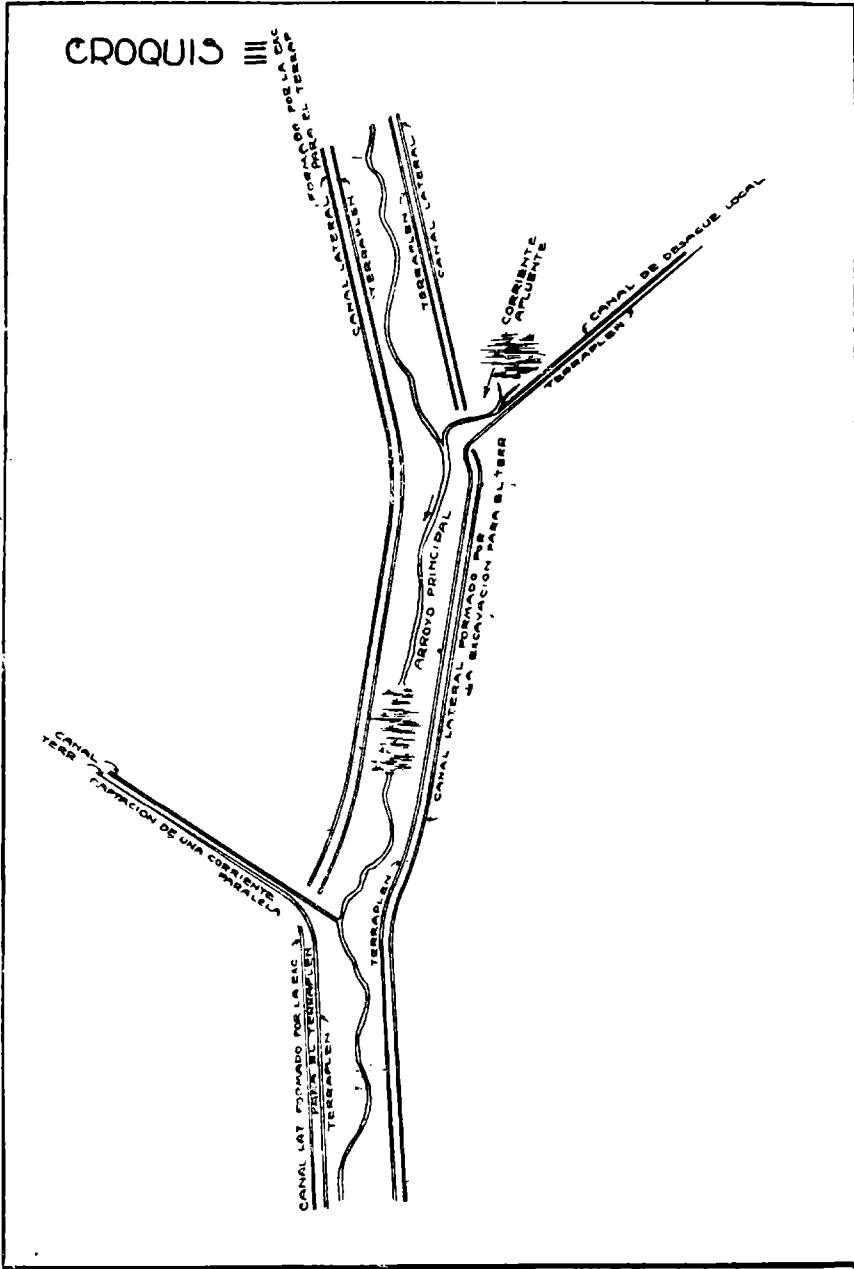 CROQUIS III
FORMADA POR LA EXC
PARA EL TERRAP
CANAL LATERAL
TERRAPLEN
TERRAPLEN
CANAL LATERAL
CORRIENTE
AFLUENTE
CANAL DE DESAGUE LOCAL
TERRAPLEN
ARROYO PRINCIPAL
CANAL LATERAL FORMADO POR
LA EXCAVACION PARA EL TERR
CANAL
TERR
CAPTACION DE UNA CORRIENTE
PARALELA
TERRAPLEN
CANAL LAT FORMADO POR LA EXC
PARA EL TERRAPLEN
TERRAPLEN